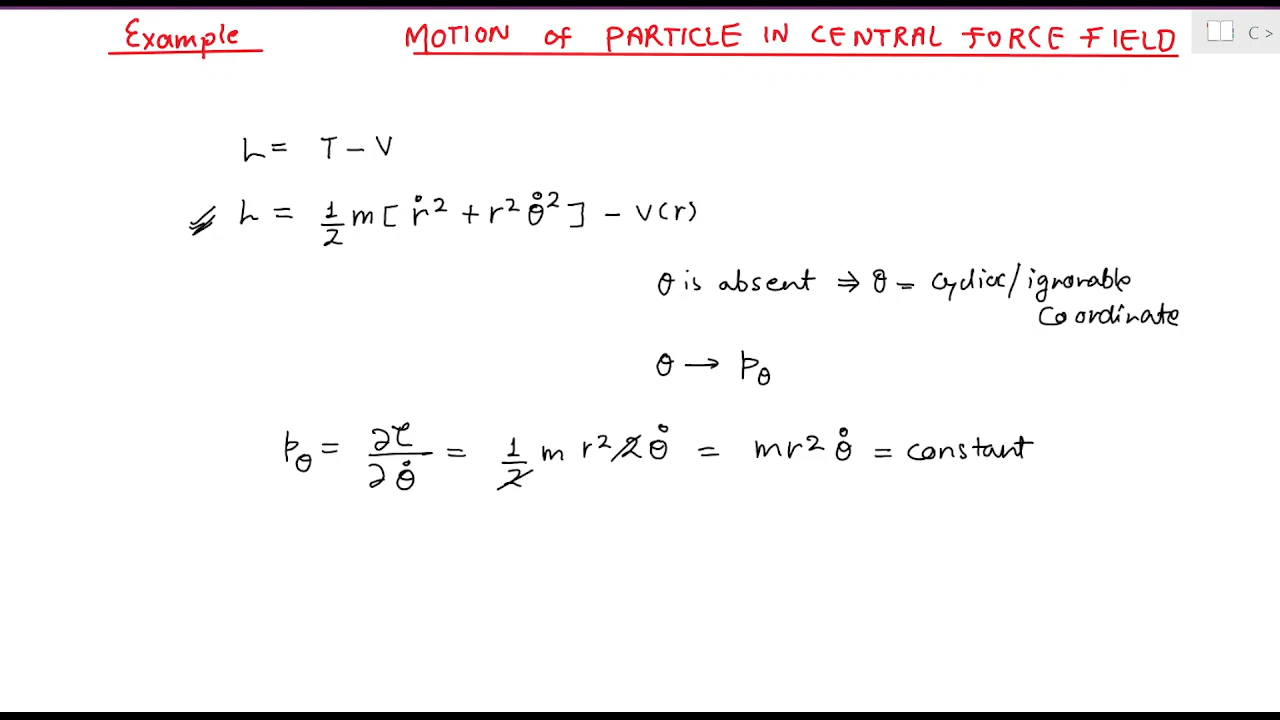 Example MOTION of PARTICLE IN CENTRAL FORCE FIELD
C >
L = T - V
L = 1/2 m [ ṙ² + r² θ̇² ] - V(r)
θ is absent ⇒ θ = cyclic/ignorable
coordinate
θ → pθ
pθ = ∂L/∂θ̇ = 1/2 m r² 2 θ̇ = mr² θ̇ = constant